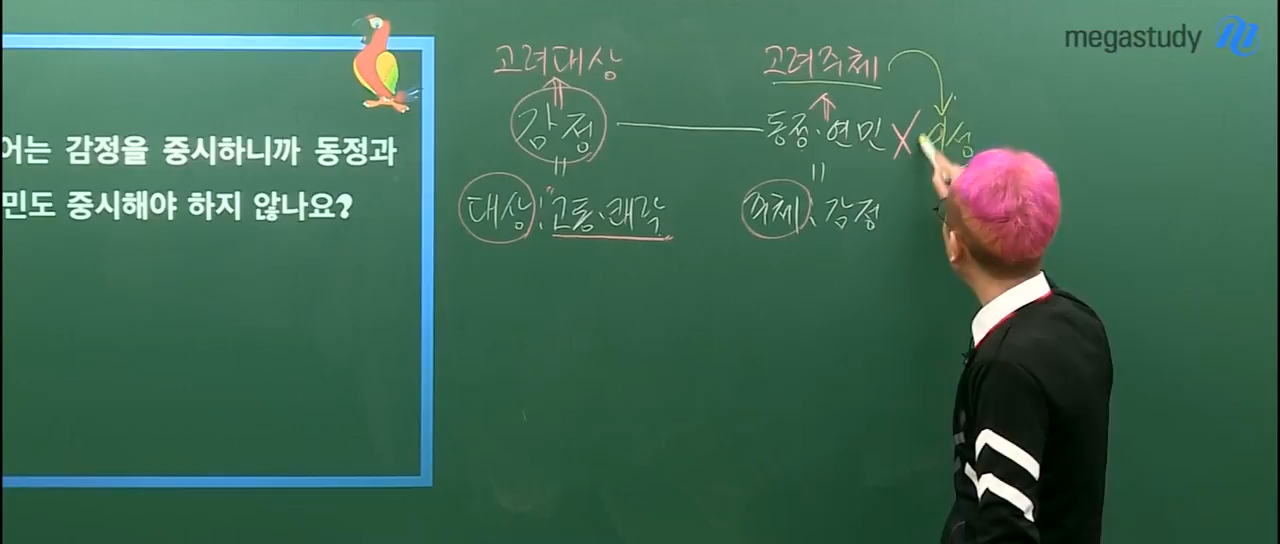 megastudy
어는 감정을 중시하니까 동정과
민도 중시해야 하지 않나요?
고려대상
고려주체
감정
동정·연민 X 이성
대상: "고통·쾌락
주체、감정